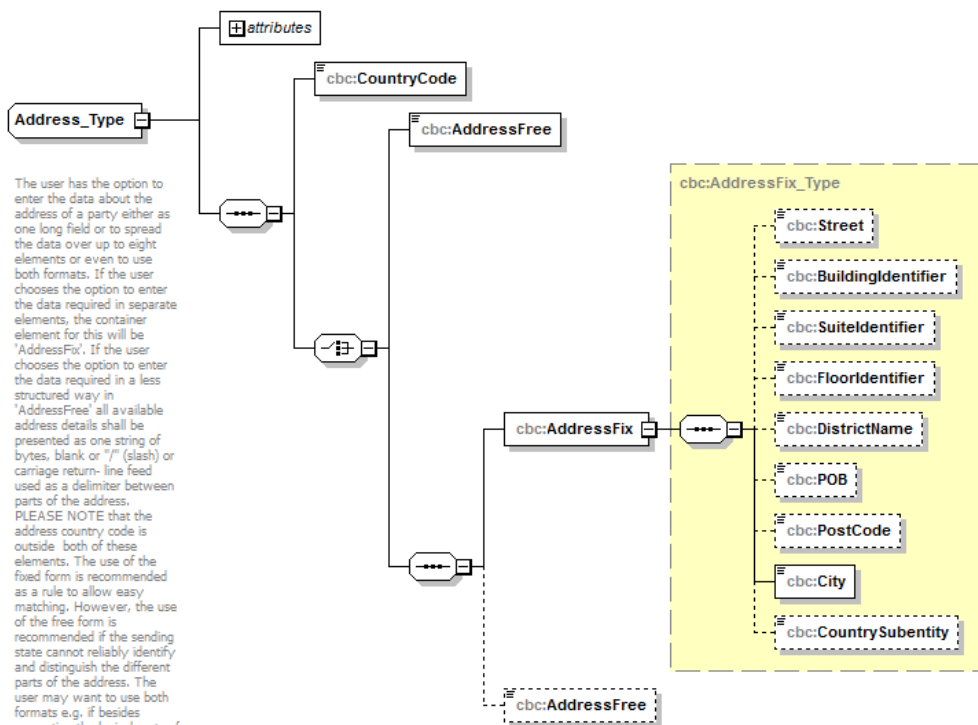 attributes
cbc:CountryCode
Address_Type
cbc:AddressFree
The user has the option to
enter the data about the
address of a party either as
one long field or to spread
the data over up to eight
elements or even to use
both formats. If the user
chooses the option to enter
the data required in separate
elements, the container
element for this will be
'AddressFix'. If the user
chooses the option to enter
the data required in a less
structured way in
'AddressFree' all available
address details shall be
presented as one string of
bytes, blank or "/" (slash) or
carriage return- line feed
used as a delimiter between
parts of the address.
PLEASE NOTE that the
address country code is
outside  both of these
elements. The use of the
fixed form is recommended
as a rule to allow easy
matching. However, the use
of the free form is
recommended if the sending
state cannot reliably identify
and distinguish the different
parts of the address. The
user may want to use both
formats e.g. if besides
cbc:AddressFix_Type
cbc:Street
cbc:BuildingIdentifier
cbc:SuiteIdentifier
cbc:FloorIdentifier
cbc:AddressFix
cbc:DistrictName
cbc:POB
cbc:PostCode
cbc:City
cbc:CountrySubentity
cbc:AddressFree